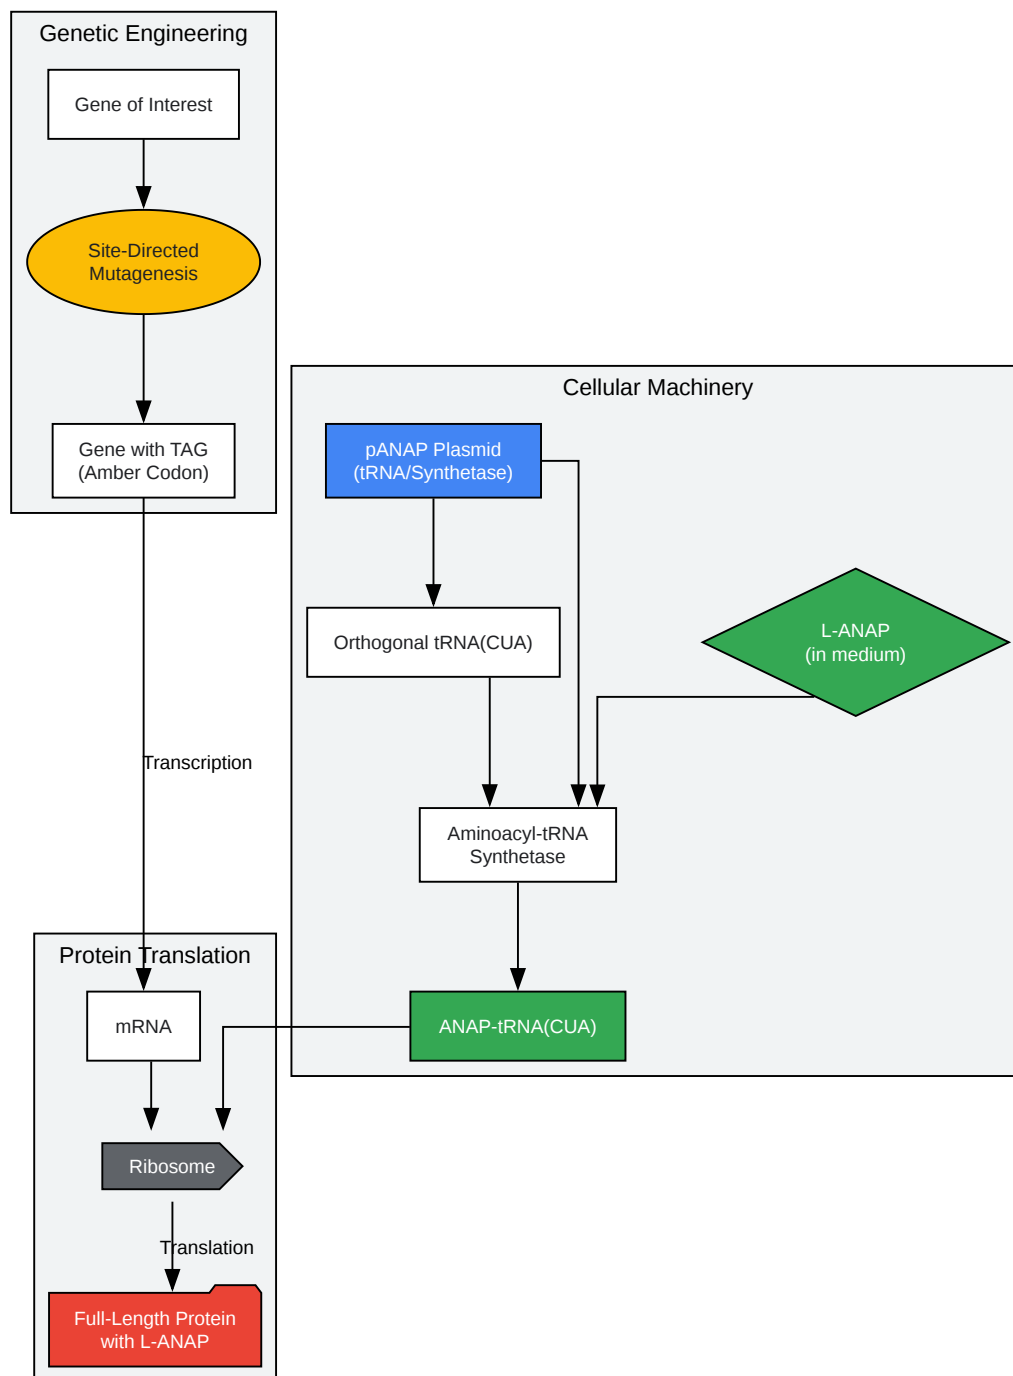 Genetic Engineering
Gene of Interest
Site-Directed
Mutagenesis
Gene with TAG
(Amber Codon)
Cellular Machinery
pANAP Plasmid
(tRNA/Synthetase)
L-ANAP
(in medium)
Orthogonal tRNA(CUA)
Transcription
Aminoacyl-tRNA
Synthetase
Protein Translation
mRNA
ANAP-tRNA(CUA)
Ribosome
Translation
Full-Length Protein
with L-ANAP